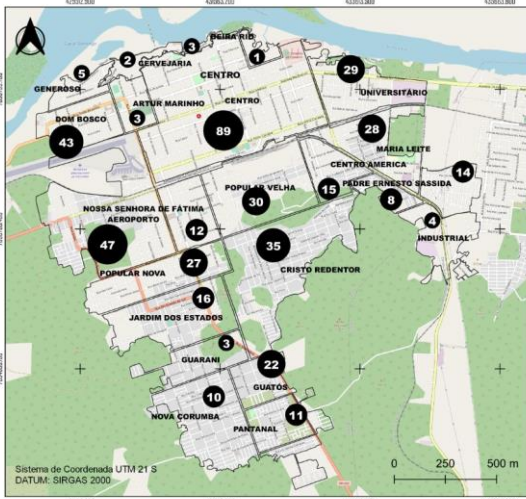 BEIRA RIO
3
1
2
CERVEJARIA
5
CENTRO
29
GENEROSO
UNIVERSITÁRIO
ARTUR MARINHO
CENTRO
3
DOM BOSCO
89
28
43
MARIA LEITE
CENTRO AMERICA
14
POPULAR VELHA
PADRE ERNESTO SASSIDA
15
30
8
NOSSA SENHORA DE FÁTIMA
AEROPORTO
4
12
INDUSTRIAL
47
35
27
CRISTO REDENTOR
POPULAR NOVA
16
JARDIM DOS ESTADOS
3
GUARANI
22
GUATÓS
10
NOVA CORUMBA
11
PANTANAL
Sistema de Coordenada UTM 21 S
DATUM: SIRGAS 2000
0 250 500 m